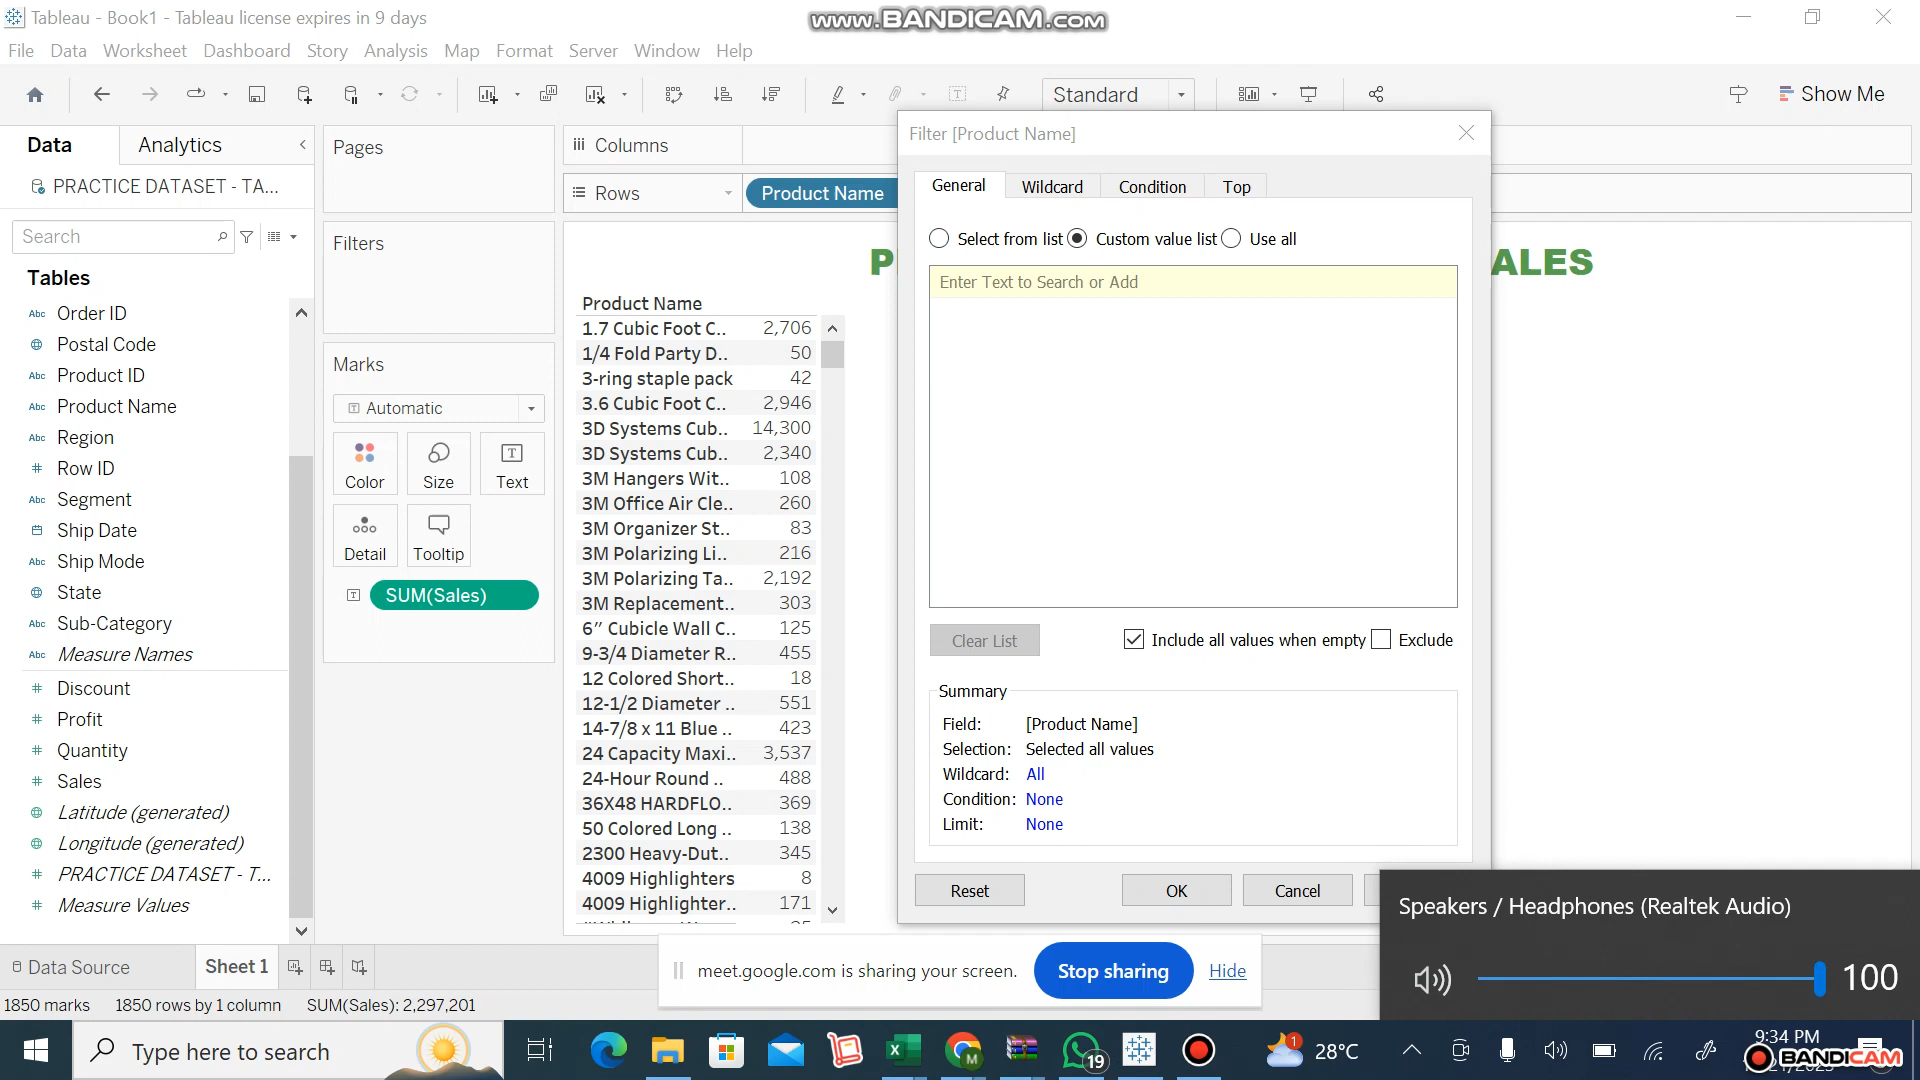 Tableau - Book1 - Tableau license expires in 9 days
www.BANDICAM.com
File Data Worksheet Dashboard Story Analysis Map Format Server Window Help
Standard
Show Me
Data
Analytics
PRACTICE DATASET - TA...
Search
Tables
Abc Order ID
Postal Code
Abc Product ID
Abc Product Name
Abc Region
# Row ID
Abc Segment
Ship Date
Abc Ship Mode
State
Abc Sub-Category
Abc Measure Names
# Discount
# Profit
# Quantity
# Sales
Latitude (generated)
Longitude (generated)
# PRACTICE DATASET - T...
# Measure Values
Pages
Filters
Marks
Automatic
Color
Size
Text
Detail
Tooltip
SUM(Sales)
Columns
Rows
Product Name
ALES
Product Name
1.7 Cubic Foot C.. 2,706
1/4 Fold Party D.. 50
3-ring staple pack 42
3.6 Cubic Foot C.. 2,946
3D Systems Cub.. 14,300
3D Systems Cub.. 2,340
3M Hangers Wit.. 108
3M Office Air Cle.. 260
3M Organizer St.. 83
3M Polarizing Li.. 216
3M Polarizing Ta.. 2,192
3M Replacement.. 303
6" Cubicle Wall C.. 125
9-3/4 Diameter R.. 455
12 Colored Short.. 18
12-1/2 Diameter .. 551
14-7/8 x 11 Blue .. 423
24 Capacity Maxi.. 3,537
24-Hour Round .. 488
36X48 HARDFLO.. 369
50 Colored Long .. 138
2300 Heavy-Dut.. 345
4009 Highlighters 8
4009 Highlighter.. 171
Filter [Product Name]
General Wildcard Condition Top
Select from list Custom value list Use all
Enter Text to Search or Add
Clear List
Include all values when empty Exclude
Summary
Field: [Product Name]
Selection: Selected all values
Wildcard: All
Condition: None
Limit: None
Reset OK Cancel
Speakers / Headphones (Realtek Audio)
100
meet.google.com is sharing your screen.
Stop sharing
Hide
Data Source
Sheet 1
1850 marks 1850 rows by 1 column SUM(Sales): 2,297,201
Type here to search
19
1
28°C
9:34 PM
BANDICAM